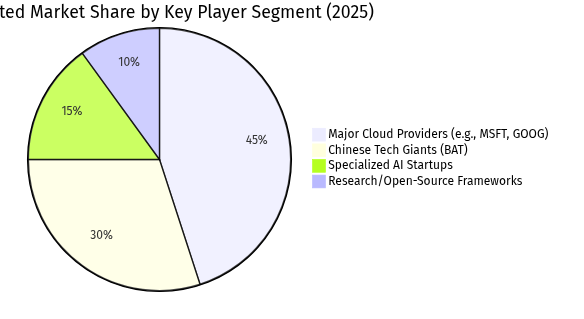 ted Market Share by Key Player Segment (2025)
10%
15%
45%
30%
Major Cloud Providers (e.g., MSFT, GOOG)
Chinese Tech Giants (BAT)
Specialized AI Startups
Research/Open-Source Frameworks